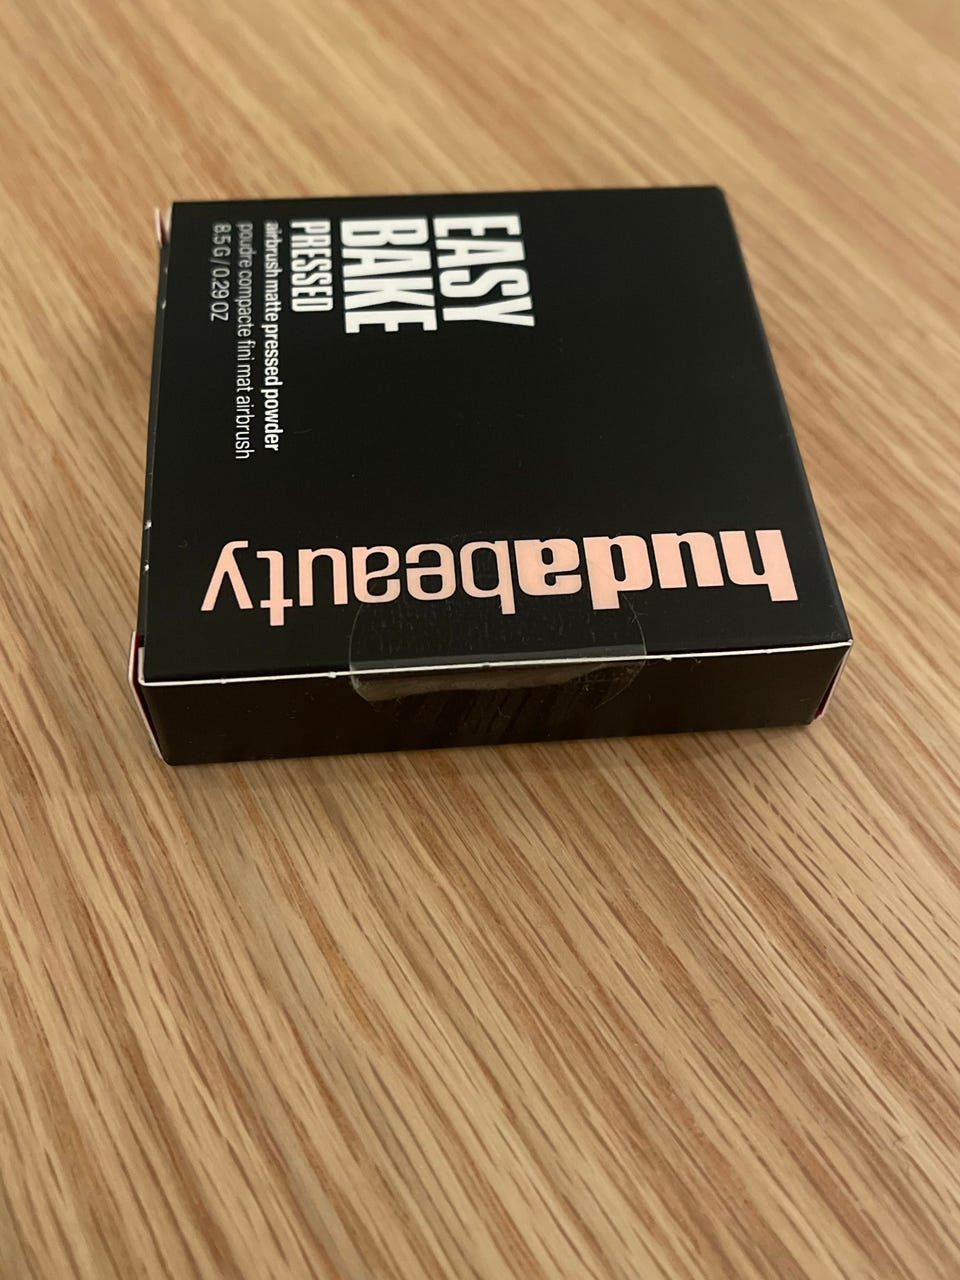 EASY
BAKE
PRESSED
airbrush matte pressed powder
poudre compacte fini mat airbrush
8.5 G / 0.29 OZ
hudabeauty